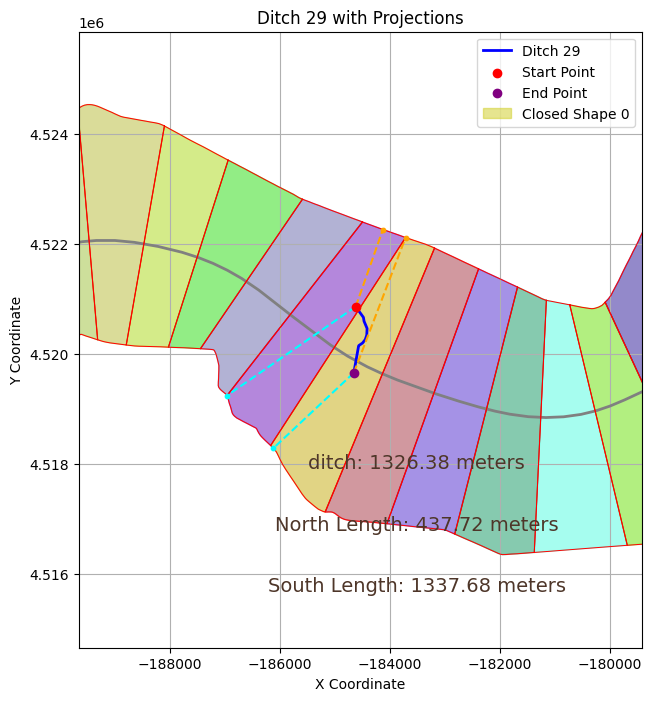 Ditch 29 with Projections
1e6
Ditch 29
Start Point
End Point
Closed Shape 0
4.524
4.522
4.520
4.518
4.516
Y Coordinate
ditch: 1326.38 meters
North Length: 437.72 meters
South Length: 1337.68 meters
−188000 −186000 −184000 −182000 −180000
X Coordinate